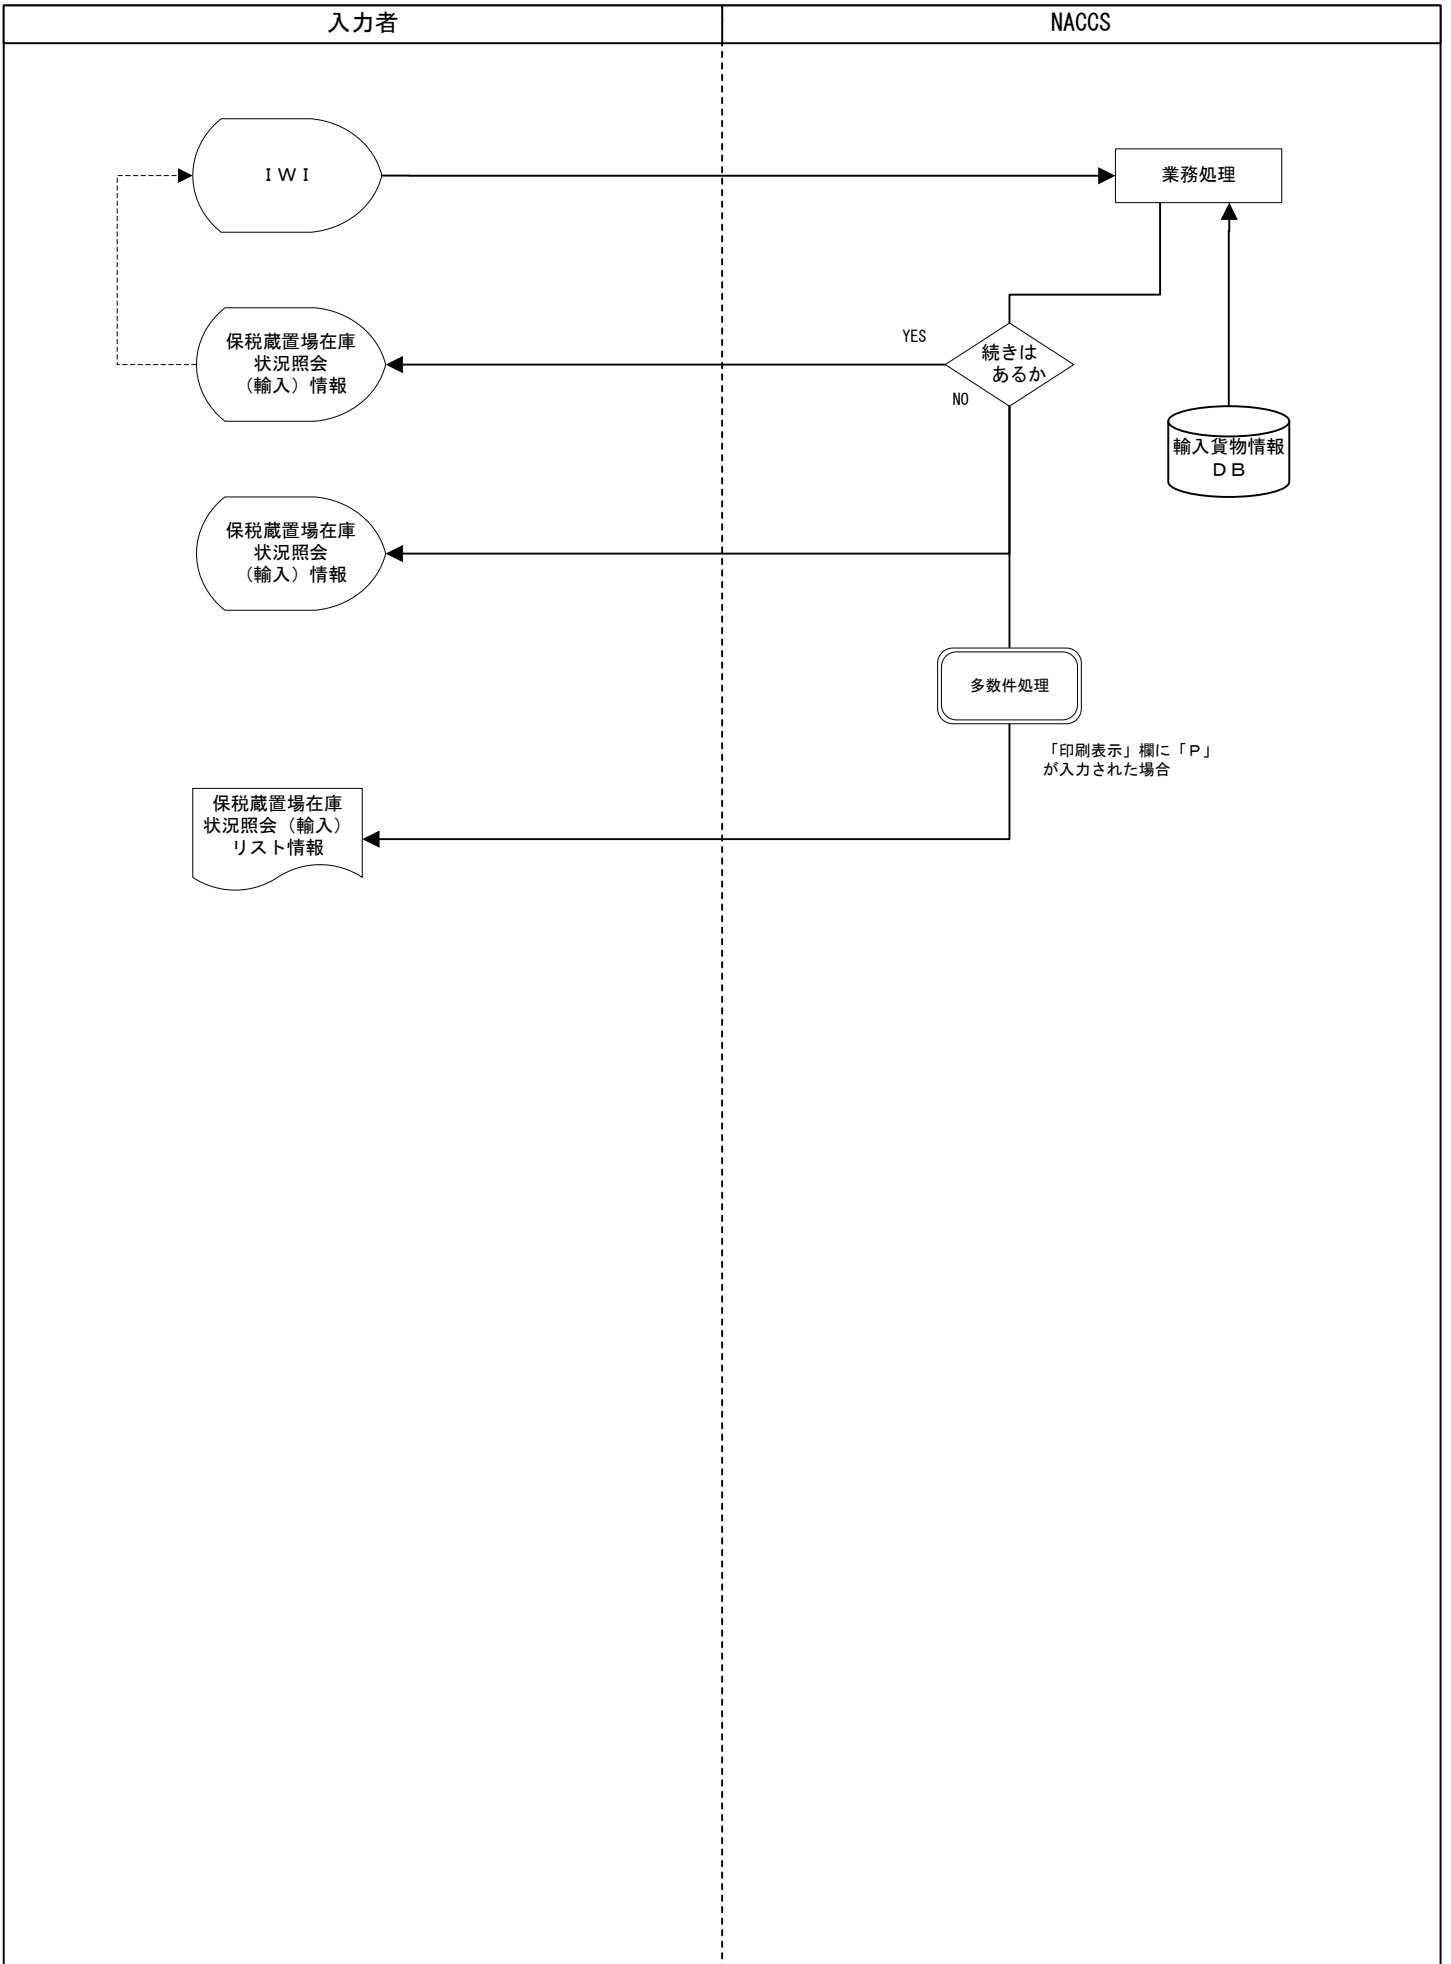 入力者
NACCS
ＩＷＩ
業務処理
保税蔵置場在庫
状況照会
（輸入）情報
YES
続きは
あるか
NO
輸入貨物情報
ＤＢ
保税蔵置場在庫
状況照会
（輸入）情報
多数件処理
「印刷表示」欄に「Ｐ」
が入力された場合
保税蔵置場在庫
状況照会（輸入）
リスト情報